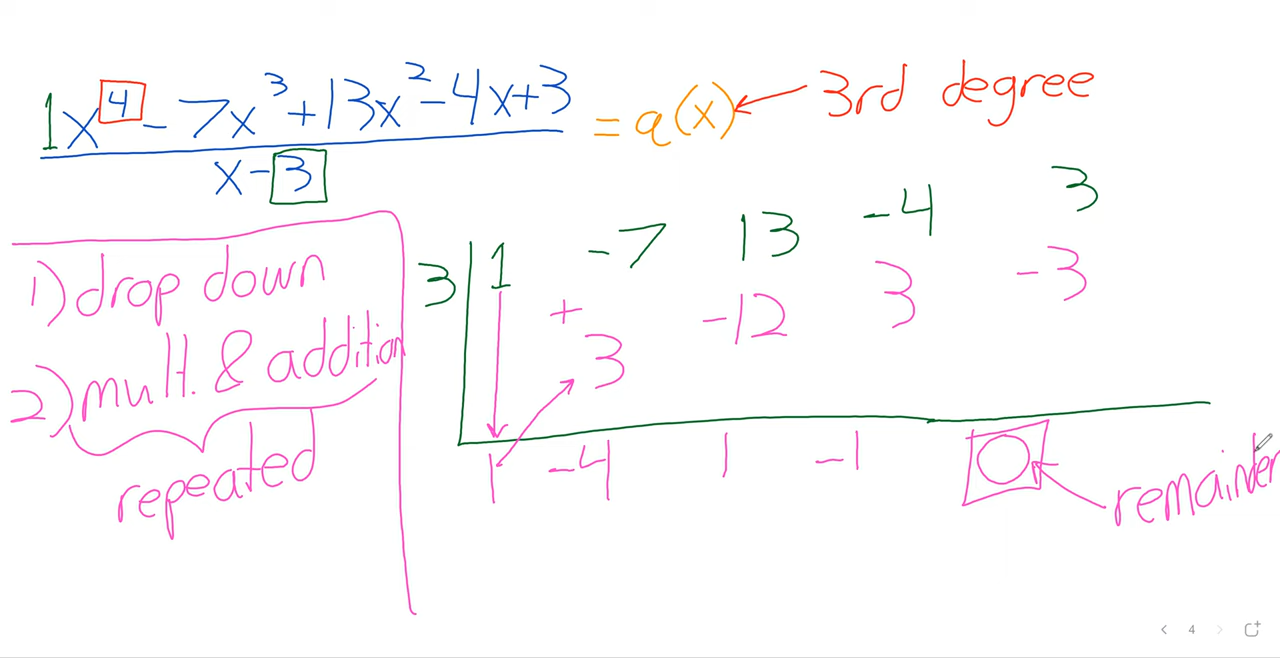 1x⁴ - 7x³ + 13x² - 4x + 3
x - 3
= q(x)
3rd degree
1) drop down
2) mult. & addition
repeated
3 | 1 -7 13 -4 3
+ 3 -12 3 -3
1 -4 1 -1 0
remainder
4